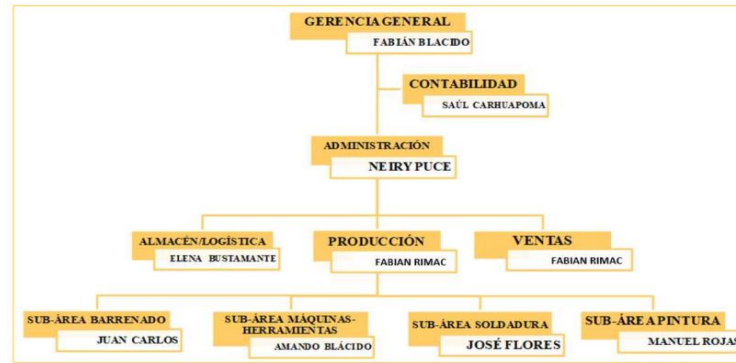 GERENCIA GENERAL
FABIÁN BLACIDO
CONTABILIDAD
SAÚL CARHUAPOMA
ADMINISTRACIÓN
NEIRY PUCE
ALMACÉN/LOGÍSTICA
ELENA BUSTAMANTE
PRODUCCIÓN
FABIAN RIMAC
VENTAS
FABIAN RIMAC
SUB-ÁREA BARRENADO
JUAN CARLOS
SUB-ÁREA MÁQUINAS-
HERRAMIENTAS
AMANDO BLÁCIDO
SUB-ÁREA SOLDADURA
JOSÉ FLORES
SUB-ÁREA PINTURA
MANUEL ROJAS